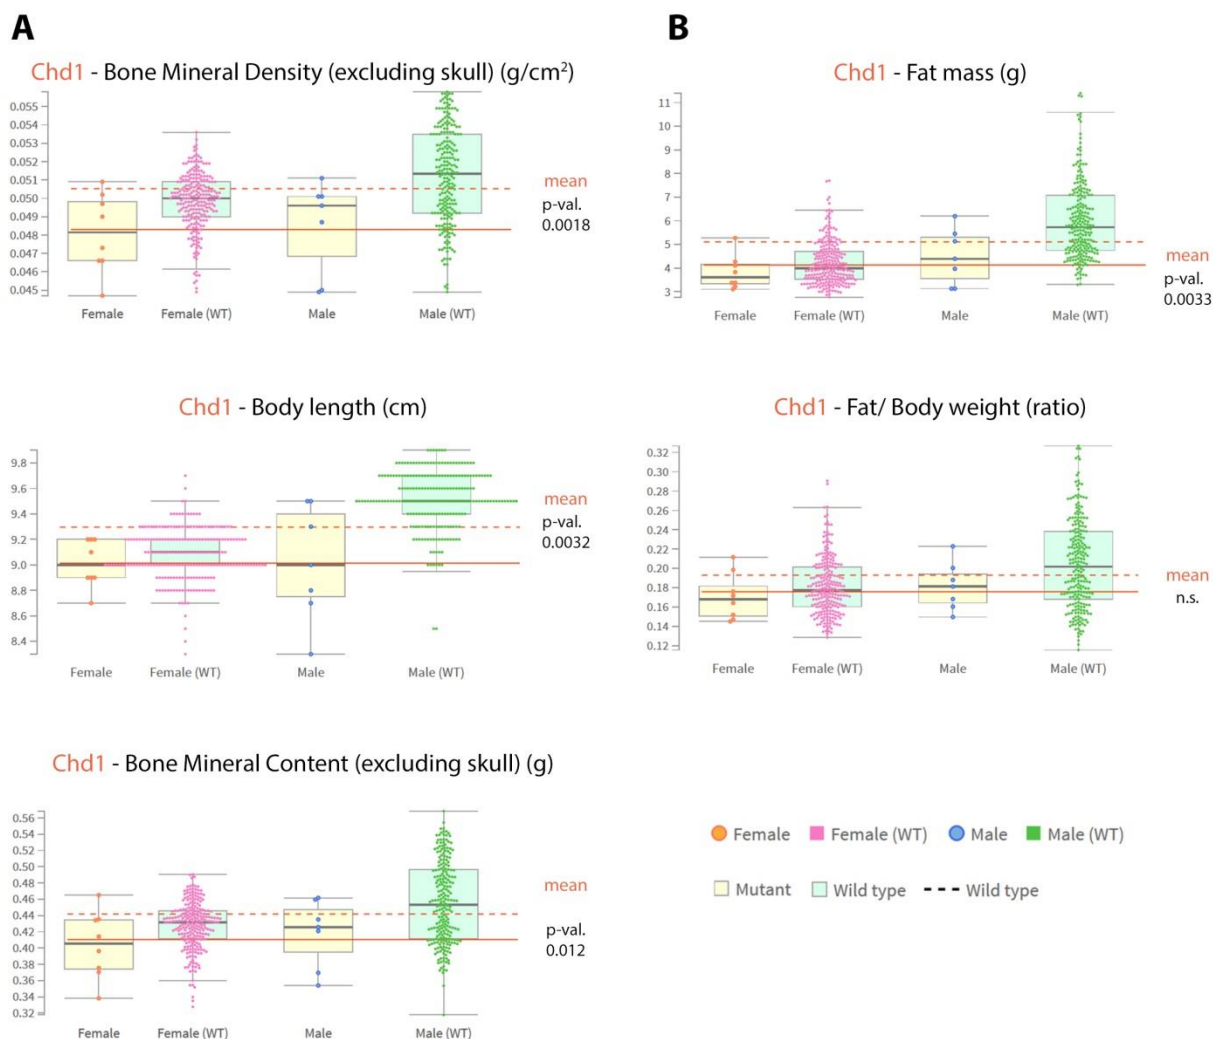 A
Chd1 - Bone Mineral Density (excluding skull) (g/cm²)
0.055
0.054
0.053
0.052
0.051
0.050
0.049
0.048
0.047
0.046
0.045
mean
p-val.
0.0018
Female Female (WT) Male Male (WT)
Chd1 - Body length (cm)
9.8
9.6
9.4
9.2
9.0
8.8
8.6
8.4
mean
p-val.
0.0032
Female Female (WT) Male Male (WT)
Chd1 - Bone Mineral Content (excluding skull) (g)
0.56
0.54
0.52
0.50
0.48
0.46
0.44
0.42
0.40
0.38
0.36
0.34
0.32
mean
p-val.
0.012
Female Female (WT) Male Male (WT)
B
Chd1 - Fat mass (g)
11
10
9
8
7
6
5
4
3
mean
p-val.
0.0033
Female Female (WT) Male Male (WT)
Chd1 - Fat/ Body weight (ratio)
0.32
0.30
0.28
0.26
0.24
0.22
0.20
0.18
0.16
0.14
0.12
mean
n.s.
Female Female (WT) Male Male (WT)
Female Female (WT) Male Male (WT)
Mutant Wild type Wild type